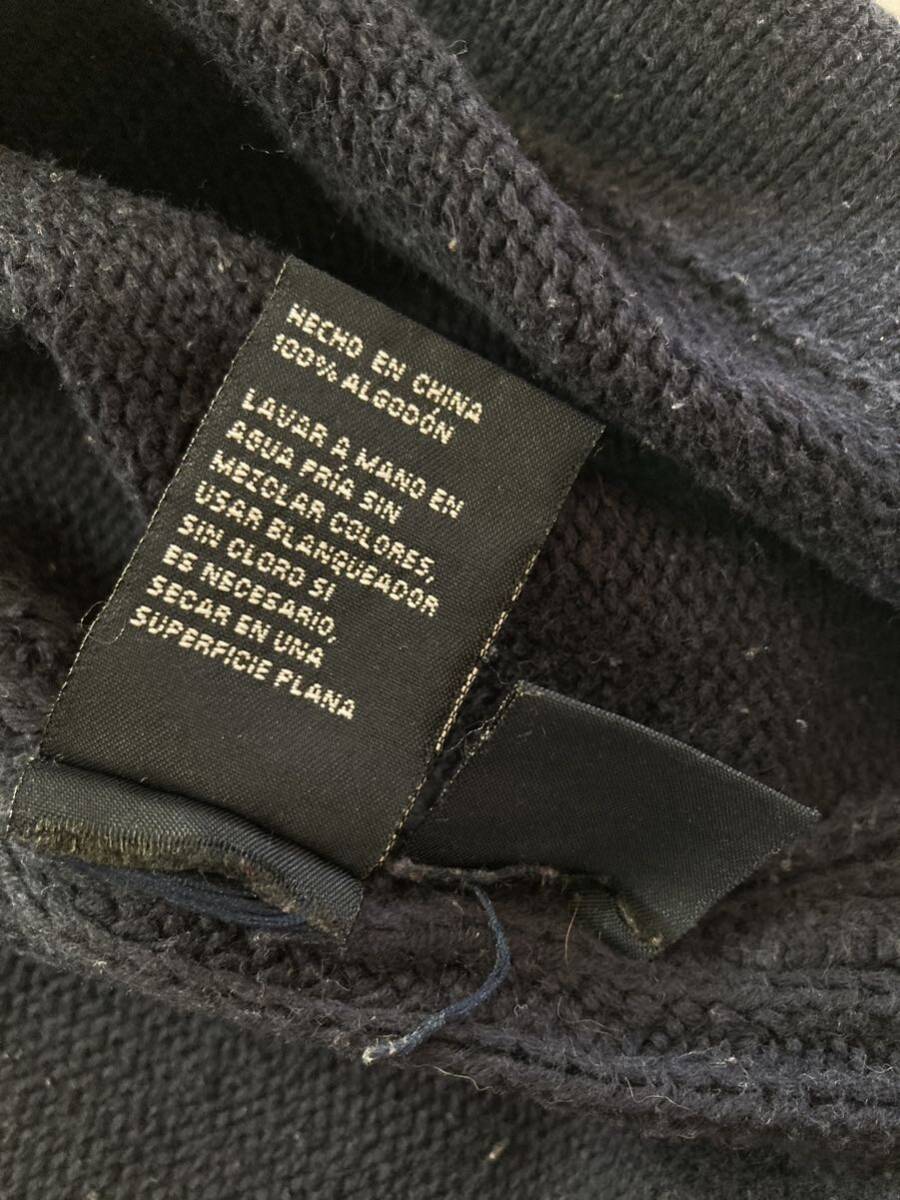 HECHO EN CHINA
100% ALGODÓN
LAVAR A MANO EN
AGUA FRÍA SIN
MEZCLAR COLORES,
USAR BLANQUEADOR
SIN CLORO SI
ES NECESARIO,
SECAR EN UNA
SUPERFICIE PLANA